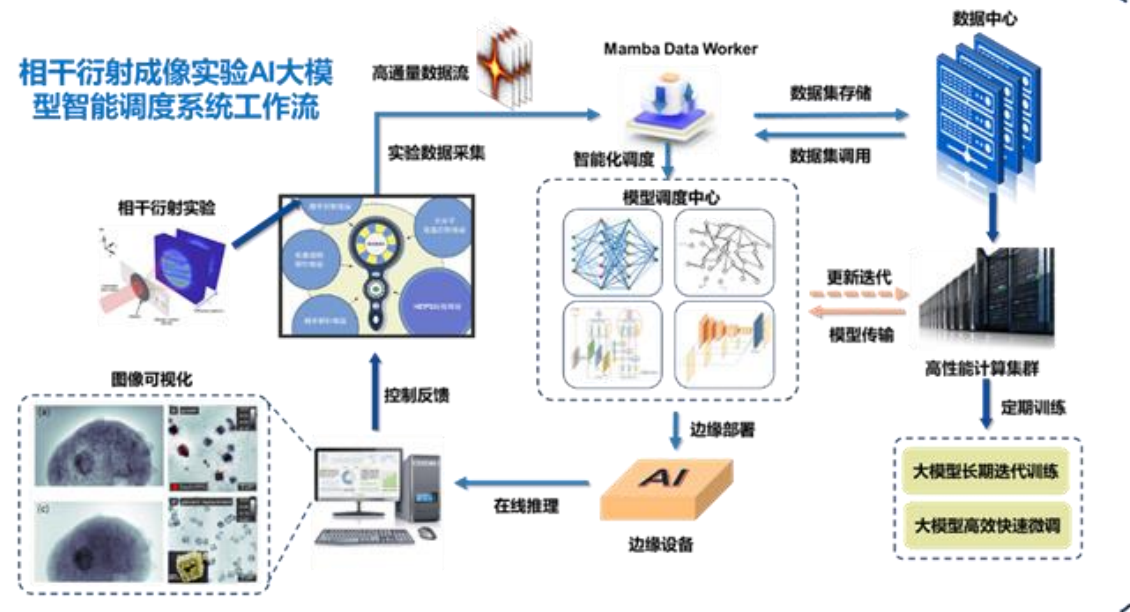 相干衍射成像实验AI大模
型智能调度系统工作流
高通量数据流
Mamba Data Worker
数据中心
数据集存储
数据集调用
实验数据采集
智能化调度
相干衍射实验
模型调度中心
更新迭代
模型传输
高性能计算集群
图像可视化
控制反馈
定期训练
边缘部署
(a)
(c)
AI
在线推理
边缘设备
大模型长期迭代训练
大模型高效快速微调